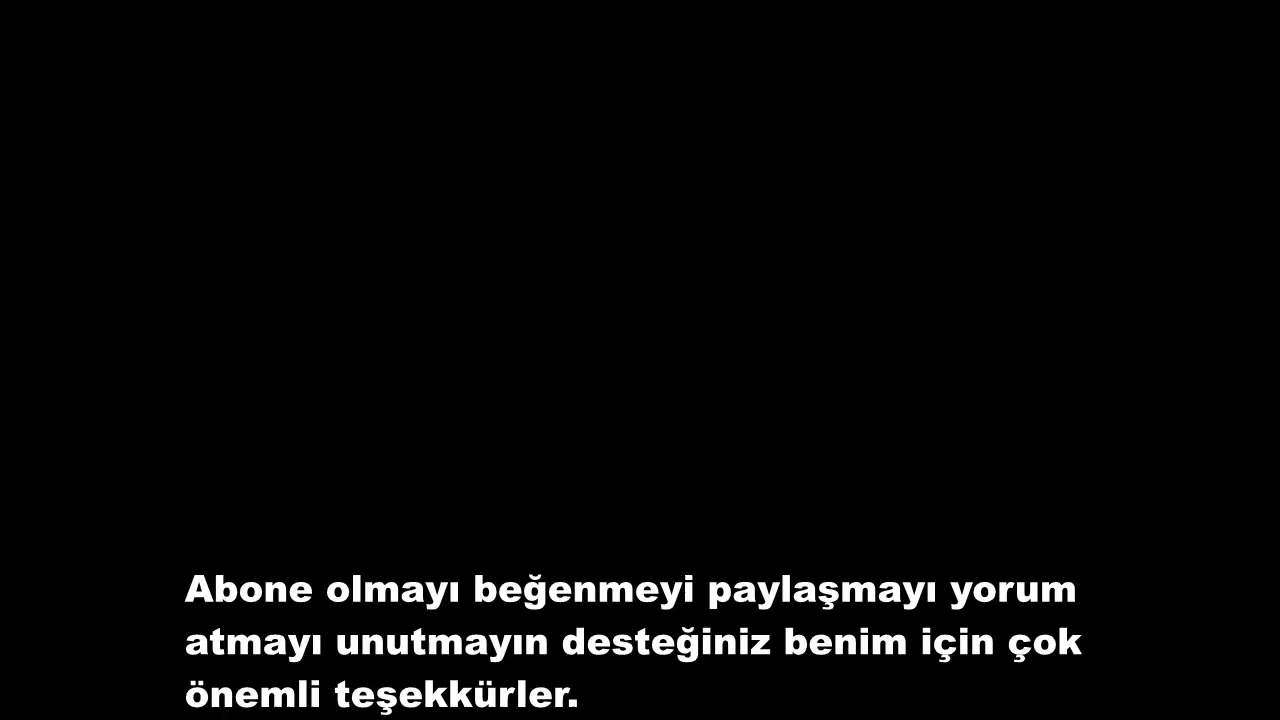 Abone olmayı beğenmeyi paylaşmayı yorum
atmayı unutmayın desteğiniz benim için çok
önemli teşekkürler.